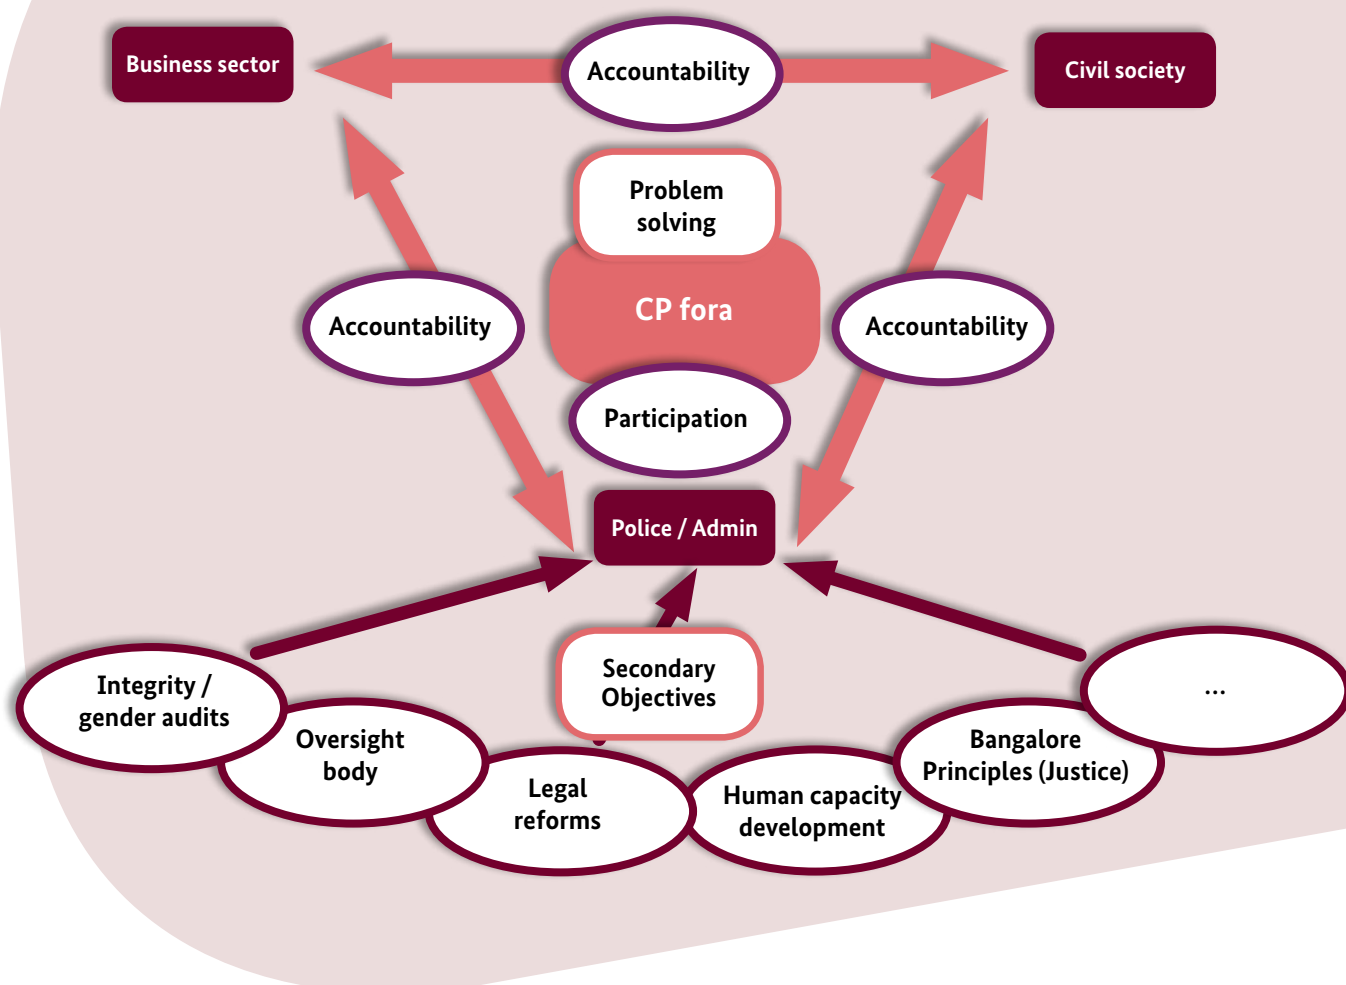 Business sector
Accountability
Civil society
Problem
solving
CP fora
Accountability
Accountability
Participation
Police / Admin
Secondary
Objectives
Integrity /
gender audits
Oversight
body
Legal
reforms
Human capacity
development
Bangalore
Principles (Justice)
...